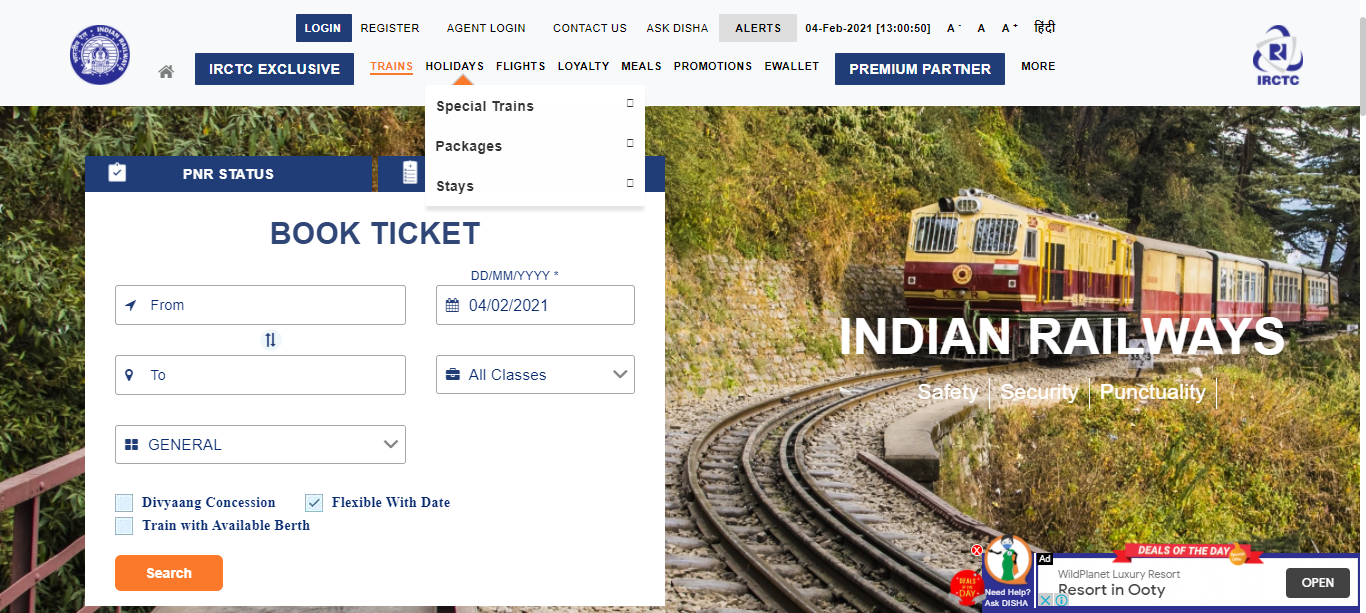 LOGIN REGISTER AGENT LOGIN CONTACT US ASK DISHA ALERTS 04-Feb-2021 [13:00:50] A - A A + हिंदी
IRCTC EXCLUSIVE TRAINS HOLIDAYS FLIGHTS LOYALTY MEALS PROMOTIONS EWALLET PREMIUM PARTNER MORE
IRCTC
INDIAN RAILWAYS
Special Trains
Packages
Stays
PNR STATUS
BOOK TICKET
DD/MM/YYYY *
From
04/02/2021
To
All Classes
GENERAL
Divyaang Concession
Flexible With Date
Train with Available Berth
Search
INDIAN RAILWAYS
Safety | Security | Punctuality |
Need Help?
Ask DISHA
DEALS OF THE DAY
Ad
WildPlanet Luxury Resort
Resort in Ooty
OPEN